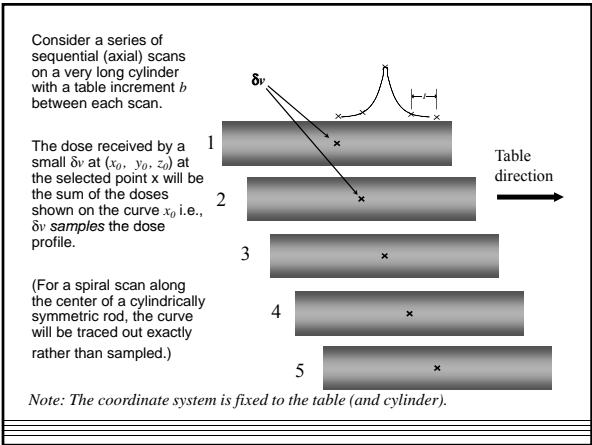 Consider a series of
sequential (axial) scans
on a very long cylinder
with a table increment b
between each scan.
The dose received by a
small δv at (x₀, y₀, z₀) at
the selected point x will be
the sum of the doses
shown on the curve x₀ i.e.,
δv samples the dose
profile.
(For a spiral scan along
the center of a cylindrically
symmetric rod, the curve
will be traced out exactly
rather than sampled.)
δv
1
2
3
4
5
Table
direction
Note: The coordinate system is fixed to the table (and cylinder).